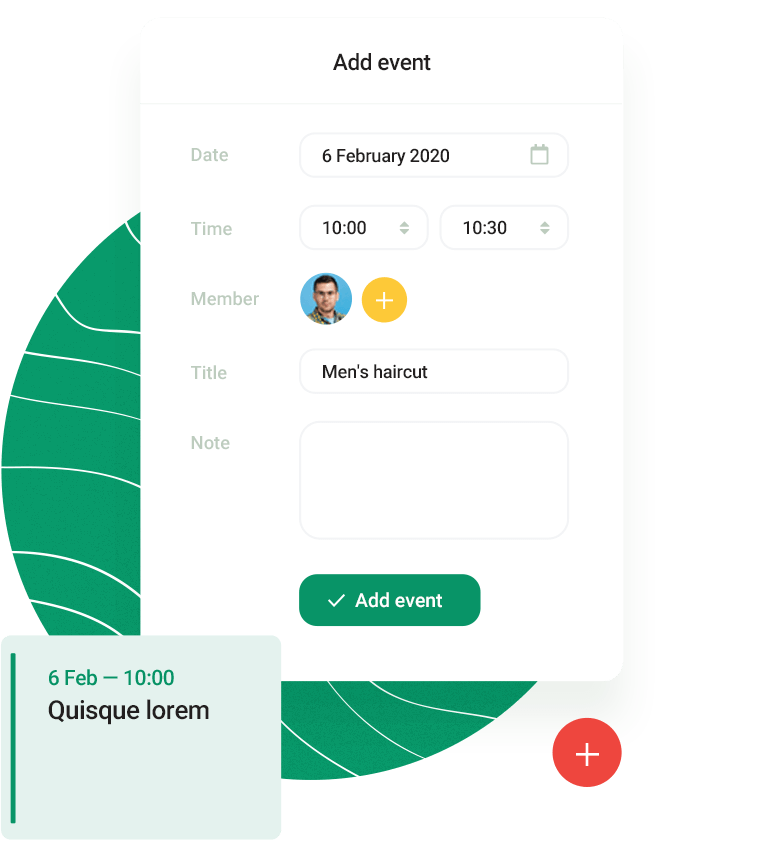 Add event
Date
6 February 2020
Time
10:00
10:30
Member
Title
Men's haircut
Note
Add event
6 Feb — 10:00
Quisque lorem